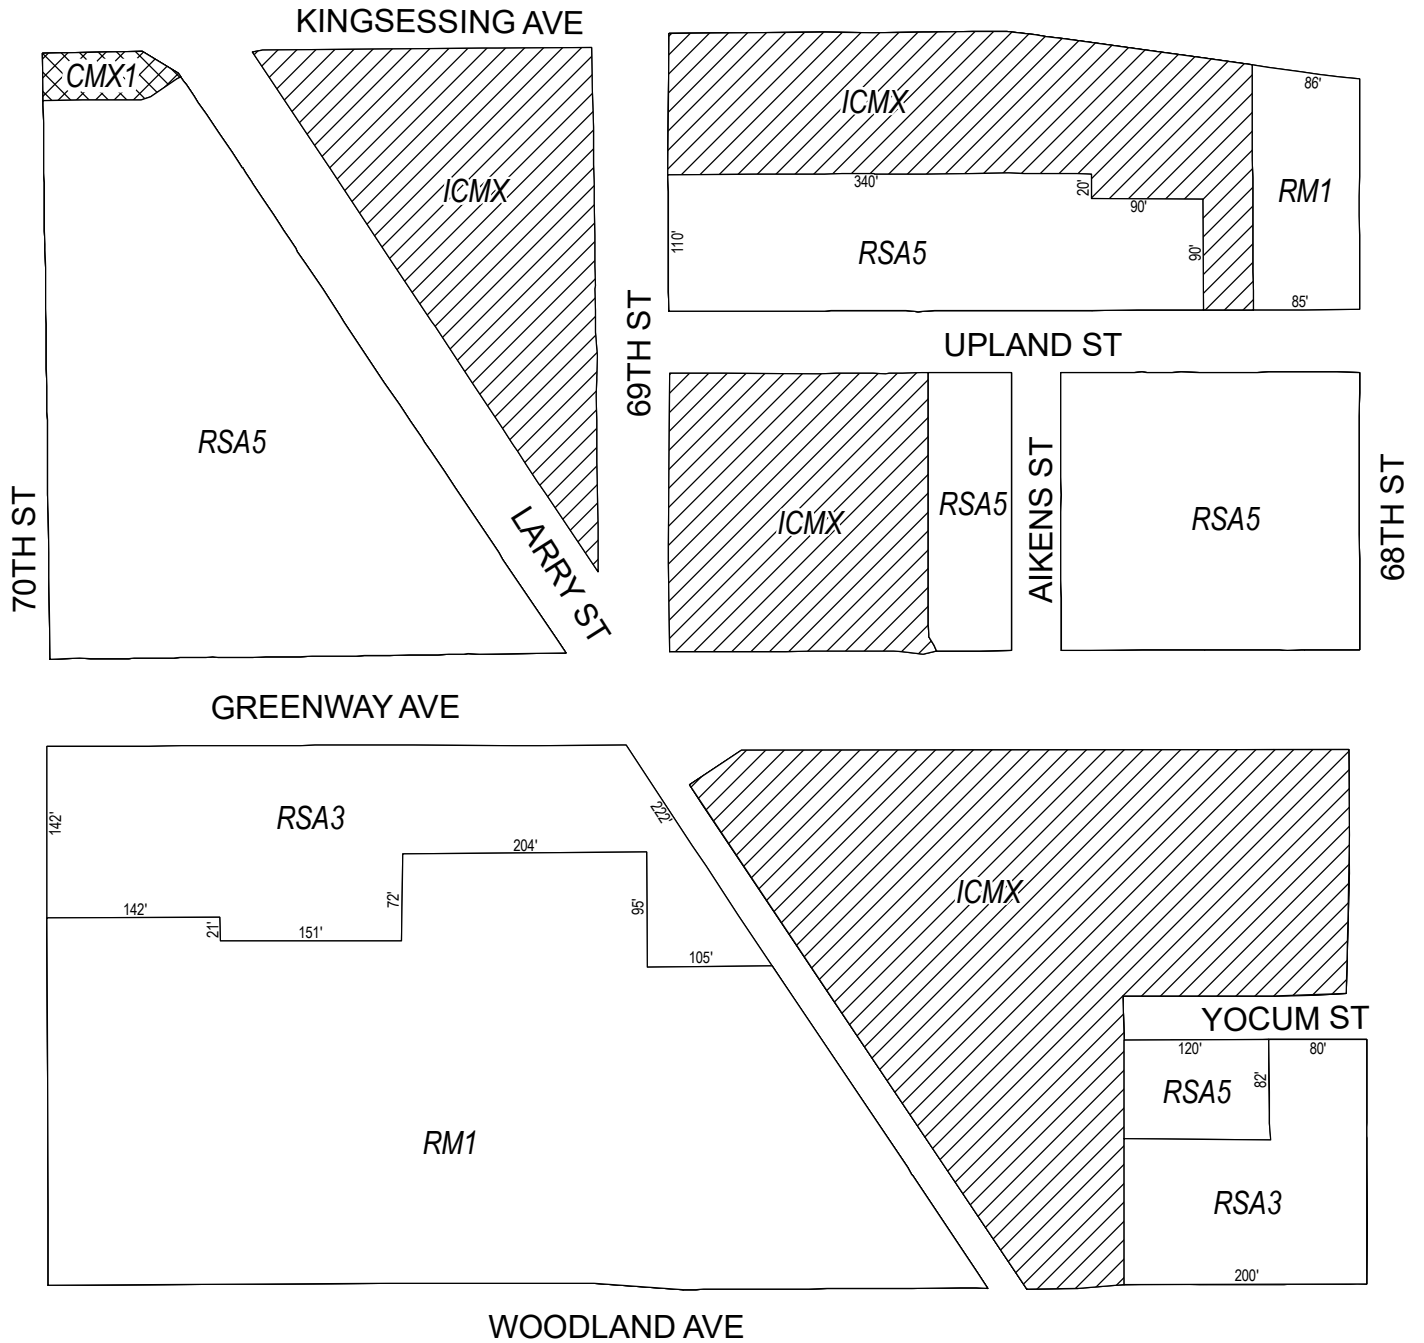 KINGSESSING AVE
CMX1
86'
ICMX
340'
20'
ICMX
RM1
90'
110'
RSA5
90'
85'
69TH ST
UPLAND ST
RSA5
70TH ST
LARRY ST
ICMX
RSA5
AIKENS ST
RSA5
68TH ST
GREENWAY AVE
142'
RSA3
222'
204'
72'
95'
ICMX
142'
21'
151'
105'
YOCUM ST
120'
80'
82'
RSA5
RM1
RSA3
200'
WOODLAND AVE